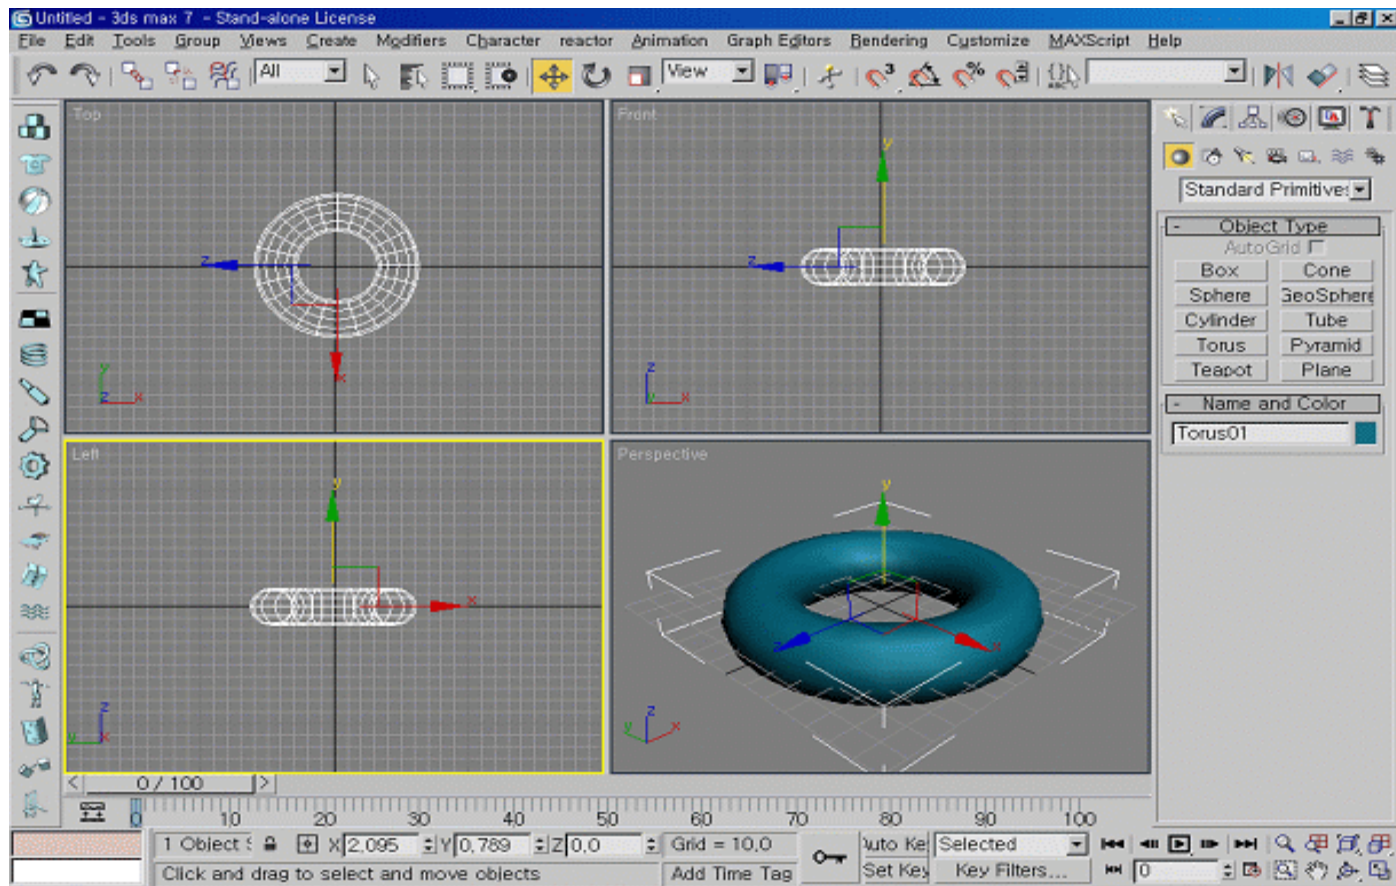 Untitled - 3ds max 7 - Stand-alone License
File Edit Tools Group Views Create Modifiers Character reactor Animation Graph Editors Rendering Customize MAXScript Help
All View
Top
Front
Standard Primitive
Object Type
AutoGrid
Box Cone
Sphere GeoSphere
Cylinder Tube
Torus Pyramid
Teapot Plane
Name and Color
Torus01
Left
Perspective
0 / 100
0 10 20 30 40 50 60 70 80 90 100
1 Object X 2,095 Y 0,789 Z 0,0 Grid = 10,0 Auto Key Selected
Click and drag to select and move objects Add Time Tag Set Key Key Filters... 0